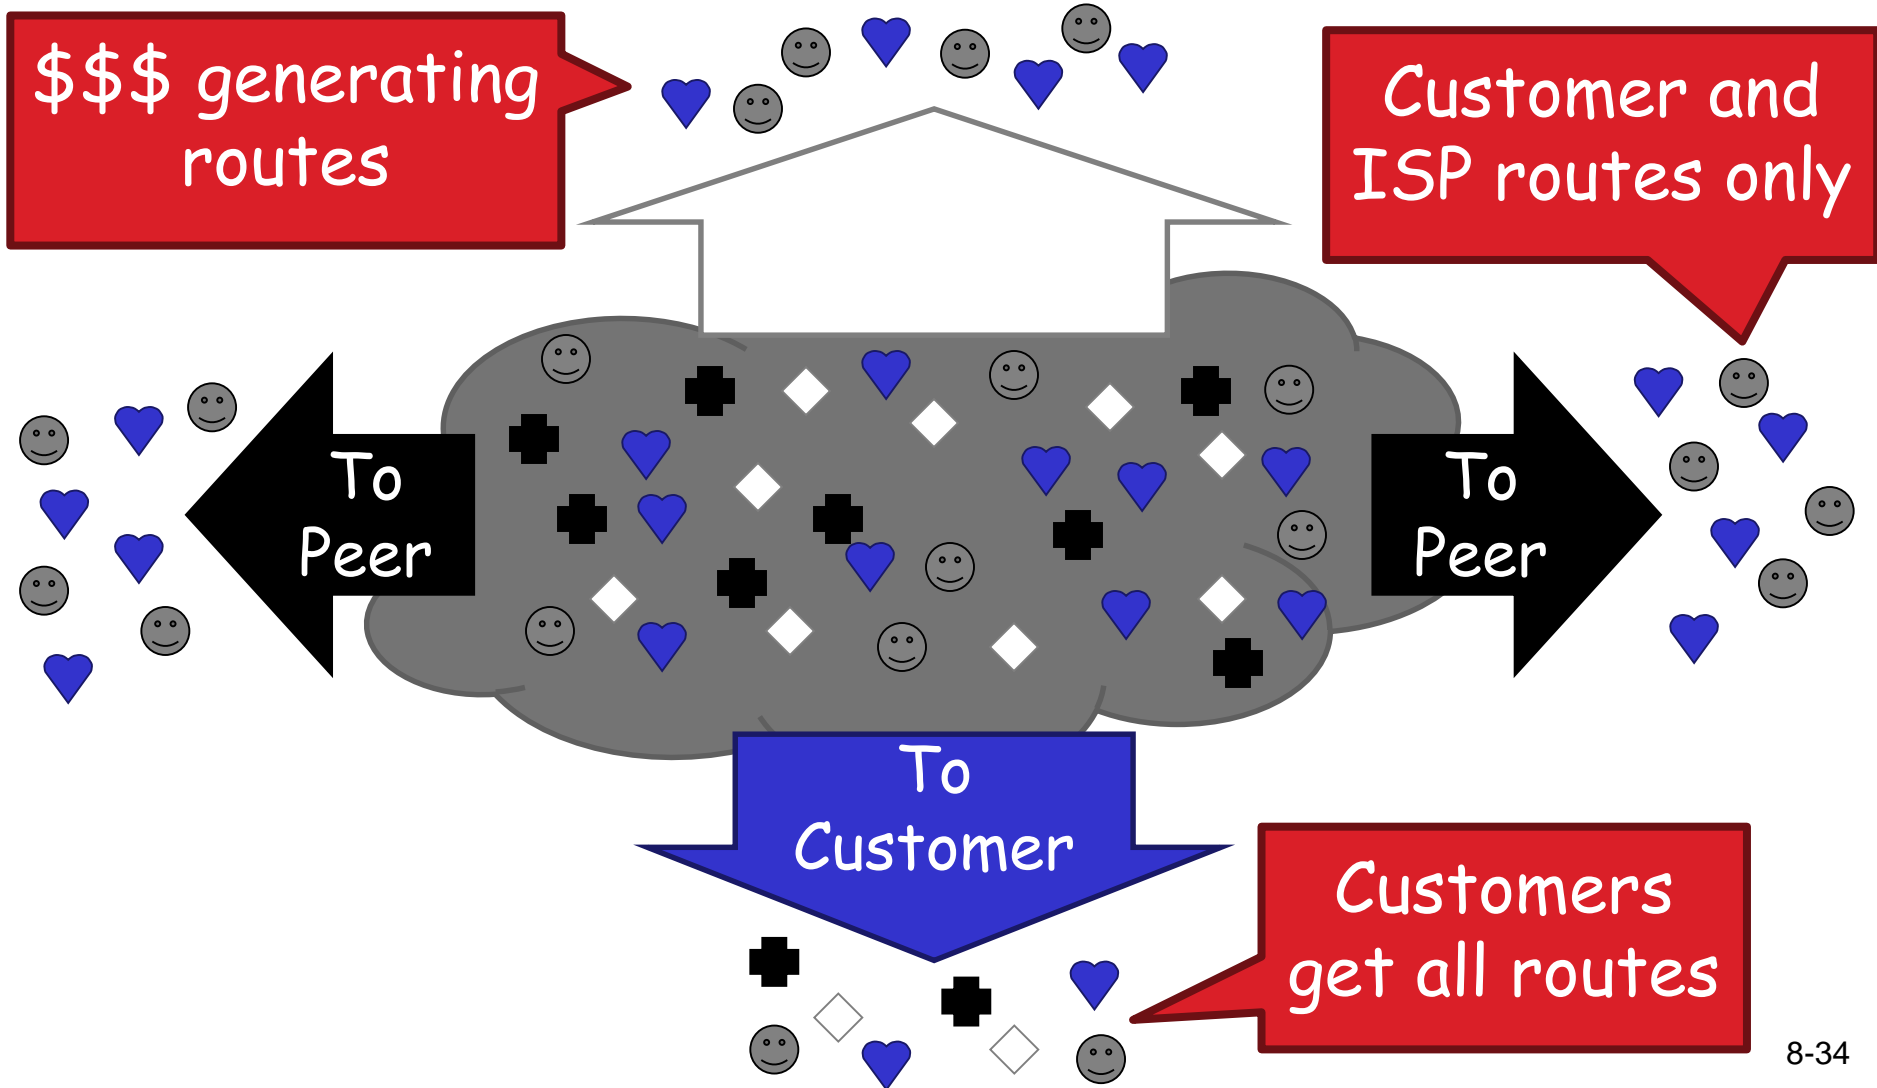 $$$ generating
routes
Customer and
ISP routes only
To
Peer
To
Peer
To
Customer
Customers
get all routes
8-34